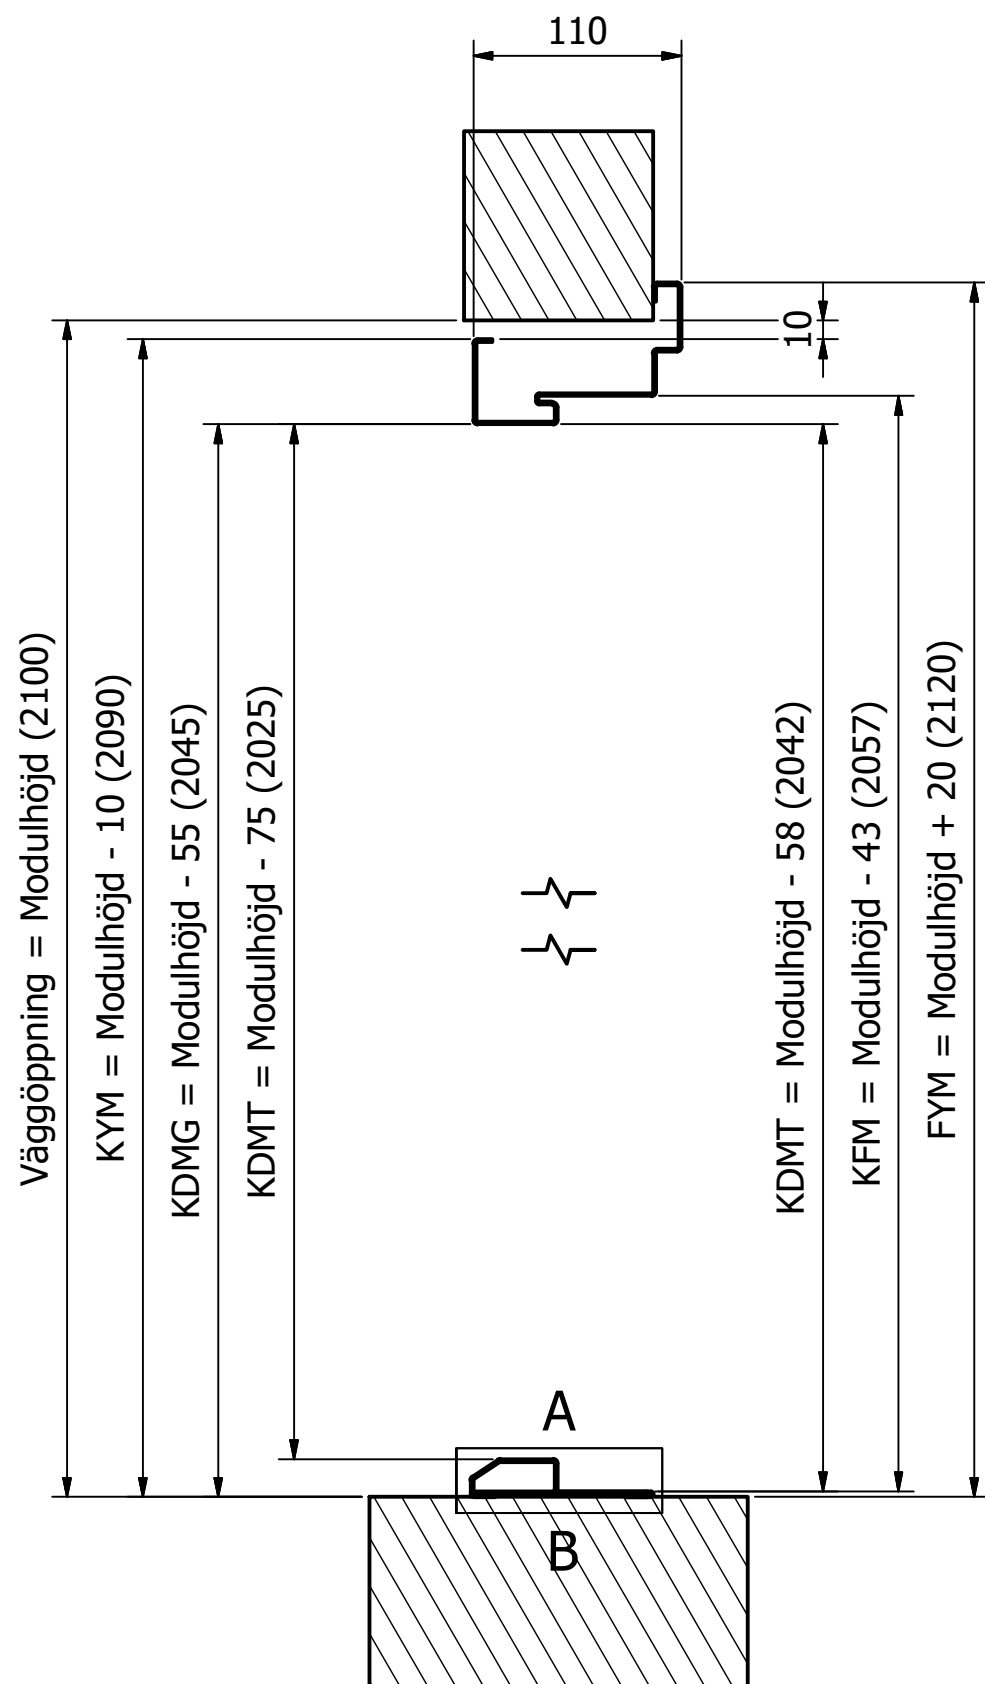 110
10
Väggöppning = Modulhöjd (2100)
KYM = Modulhöjd - 10 (2090)
KDMG = Modulhöjd - 55 (2045)
KDMT = Modulhöjd - 75 (2025)
KDMT = Modulhöjd - 58 (2042)
KFM = Modulhöjd - 43 (2057)
FYM = Modulhöjd + 20 (2120)
A
B